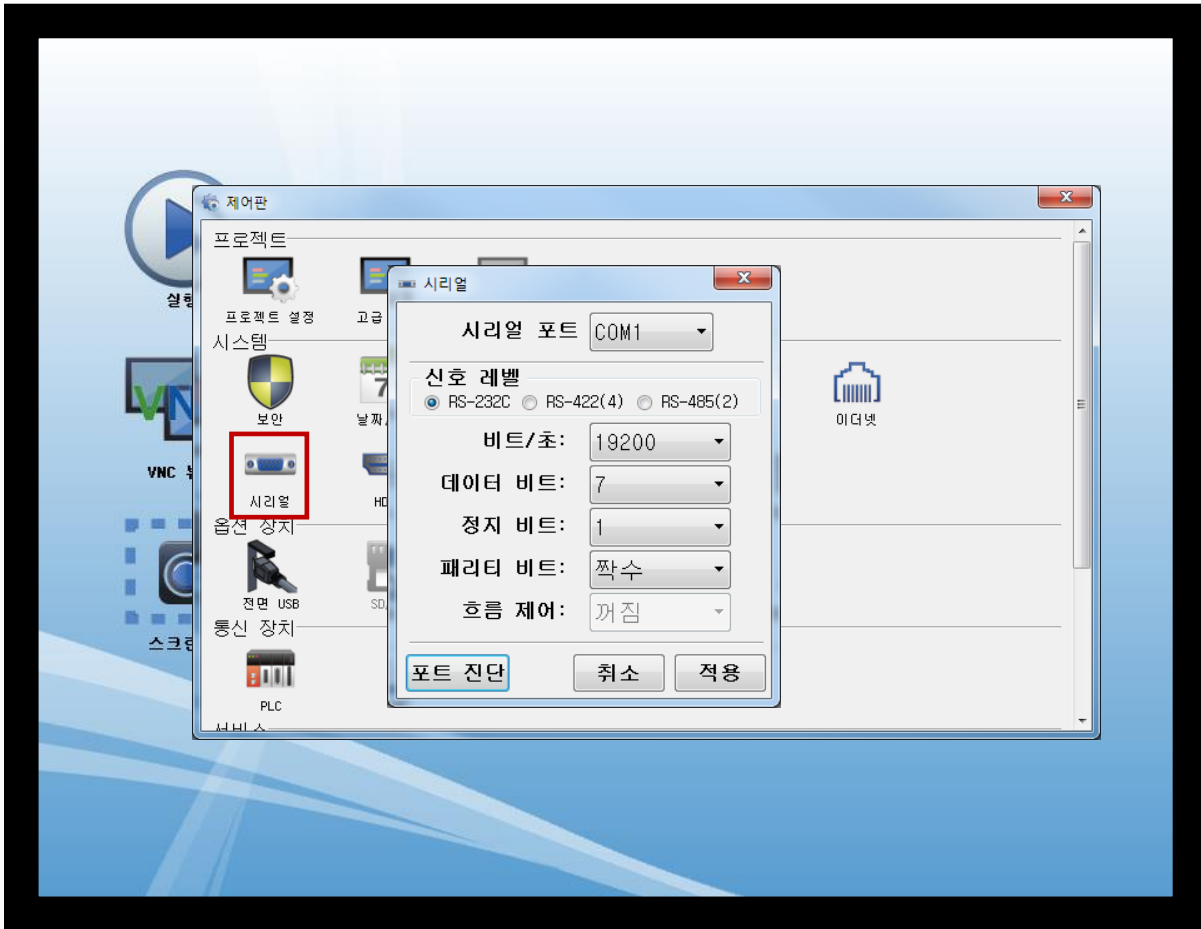 제어판
프로젝트
프로젝트 설정
고급
시스템
보안
날짜/
이더넷
시리얼
HD
옵션 장치
전면 USB
SD/
통신 장치
PLC
서비스
VNC
시리얼
시리얼 포트 COM1
신호 레벨
RS-232C RS-422(4) RS-485(2)
비트/초: 19200
데이터 비트: 7
정지 비트: 1
패리티 비트: 짝수
흐름 제어: 꺼짐
포트 진단 취소 적용